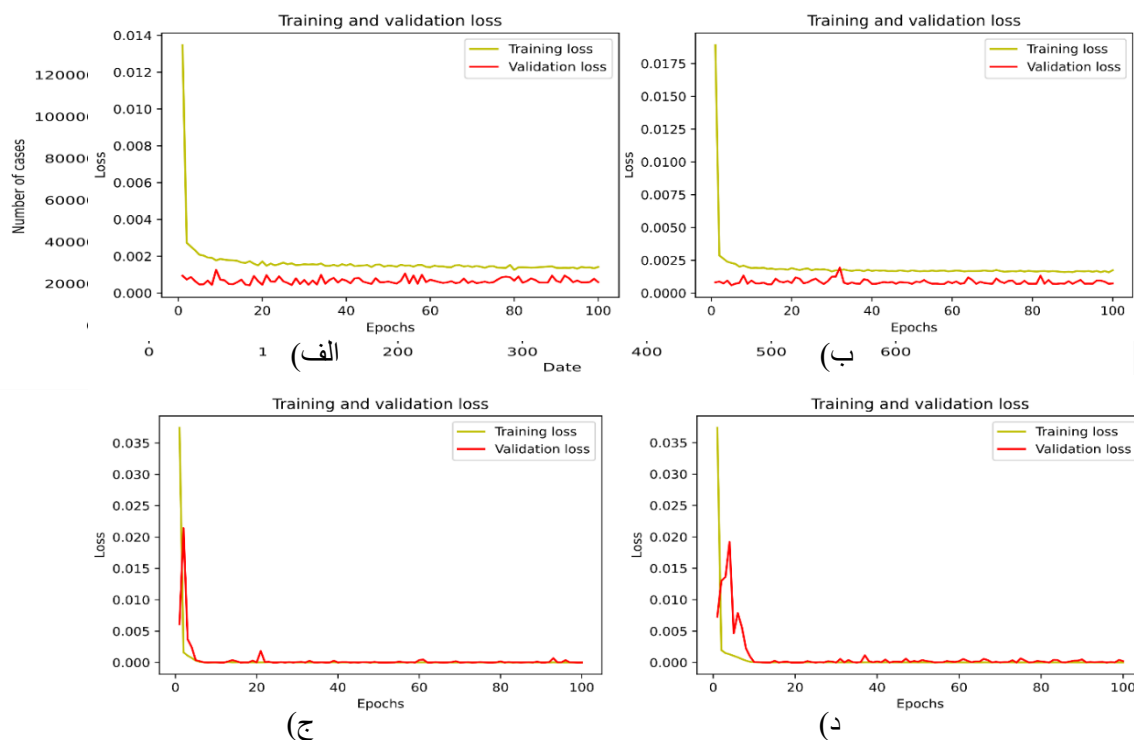 Training and validation loss
Training loss
Validation loss
0.014
0.012
0.010
0.008
0.006
0.004
0.002
0.000
Loss
0 20 40 60 80 100
Epochs
Training and validation loss
Training loss
Validation loss
0.0175
0.0150
0.0125
0.0100
0.0075
0.0050
0.0025
0.0000
Loss
0 20 40 60 80 100
Epochs
Number of cases
0 1 200 300 400 500 600
Date
الف)
ب)
Training and validation loss
Training loss
Validation loss
0.035
0.030
0.025
0.020
0.015
0.010
0.005
0.000
Loss
0 20 40 60 80 100
Epochs
ج)
Training and validation loss
Training loss
Validation loss
0.035
0.030
0.025
0.020
0.015
0.010
0.005
0.000
Loss
0 20 40 60 80 100
Epochs
د)